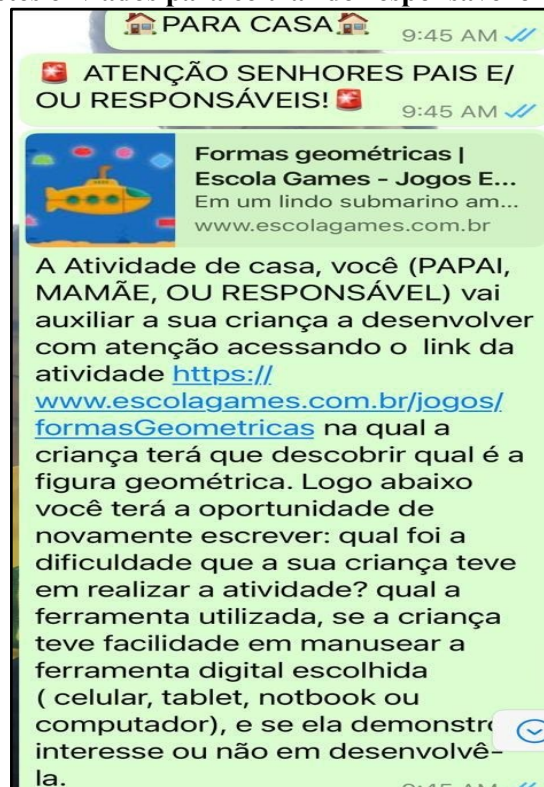 🏠PARA CASA🏠
9:45 AM
🚨 ATENÇÃO SENHORES PAIS E/
OU RESPONSÁVEIS!🚨
9:45 AM
Formas geométricas |
Escola Games - Jogos E...
Em um lindo submarino am...
www.escolagames.com.br
A Atividade de casa, você (PAPAI,
MAMÃE, OU RESPONSÁVEL) vai
auxiliar a sua criança a desenvolver
com atenção acessando o link da
atividade https://
www.escolagames.com.br/jogos/
formasGeometricas na qual a
criança terá que descobrir qual é a
figura geométrica. Logo abaixo
você terá a oportunidade de
novamente escrever: qual foi a
dificuldade que a sua criança teve
em realizar a atividade? qual a
ferramenta utilizada, se a criança
teve facilidade em manusear a
ferramenta digital escolhida
( celular, tablet, notbook ou
computador), e se ela demonstr
interesse ou não em desenvolvê-
la.